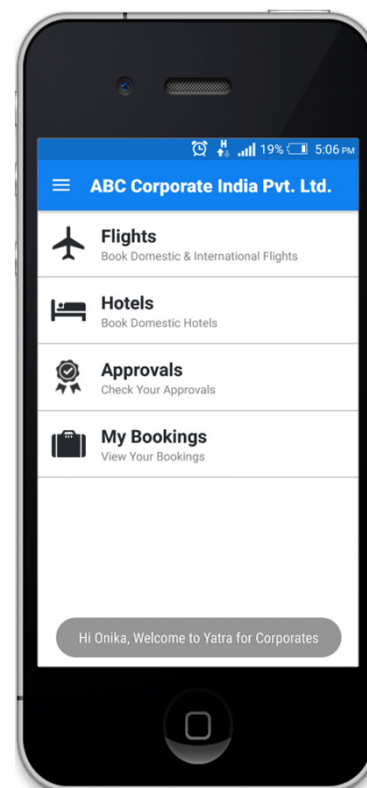 H 19% 5:06 PM
ABC Corporate India Pvt. Ltd.
Flights
Book Domestic & International Flights
Hotels
Book Domestic Hotels
Approvals
Check Your Approvals
My Bookings
View Your Bookings
Hi Onika, Welcome to Yatra for Corporates